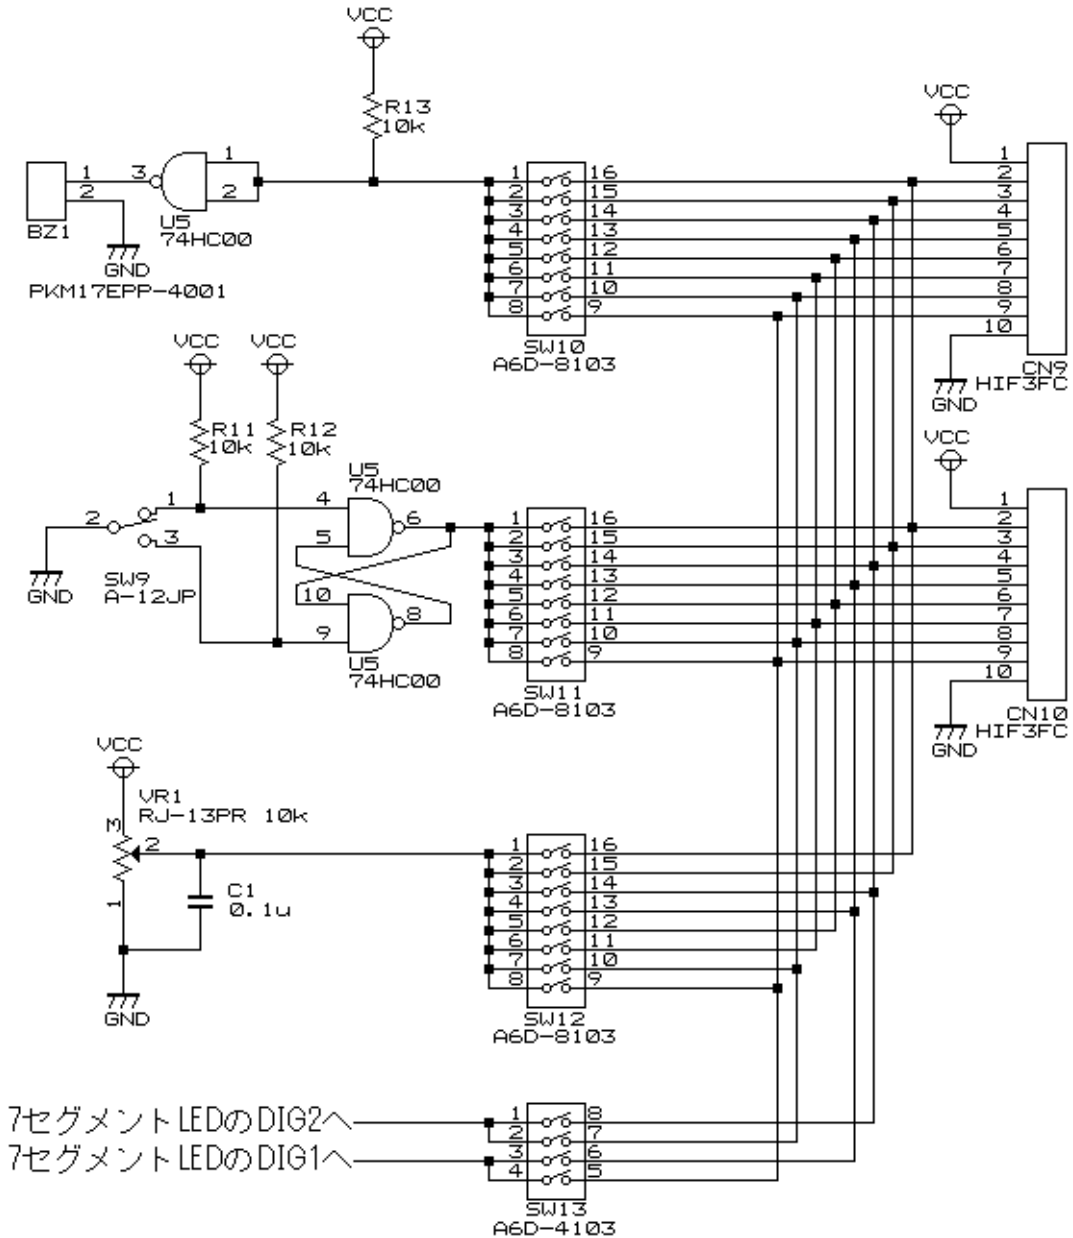 VCC
R13
10k
VCC
1
1
2
3
BZ1
1
2
U5
74HC00
GND
PKM17EPP-4001
1
2
3
4
5
6
7
8
16
15
14
13
12
11
10
9
SW10
A6D-8103
1
2
3
4
5
6
7
8
9
10
CN9
HIF3FC
GND
VCC
VCC
R11
10k
R12
10k
VCC
U5
74HC00
2
1
3
4
5
6
10
9
8
GND
SW9
A-12JP
U5
74HC00
1
2
3
4
5
6
7
8
16
15
14
13
12
11
10
9
SW11
A6D-8103
1
2
3
4
5
6
7
8
9
10
CN10
HIF3FC
GND
VCC
VR1
RJ-13PR 10k
3
2
1
C1
0.1u
GND
1
2
3
4
5
6
7
8
16
15
14
13
12
11
10
9
SW12
A6D-8103
7セグメントLEDのDIG2へ
7セグメントLEDのDIG1へ
1
2
3
4
8
7
6
5
SW13
A6D-4103